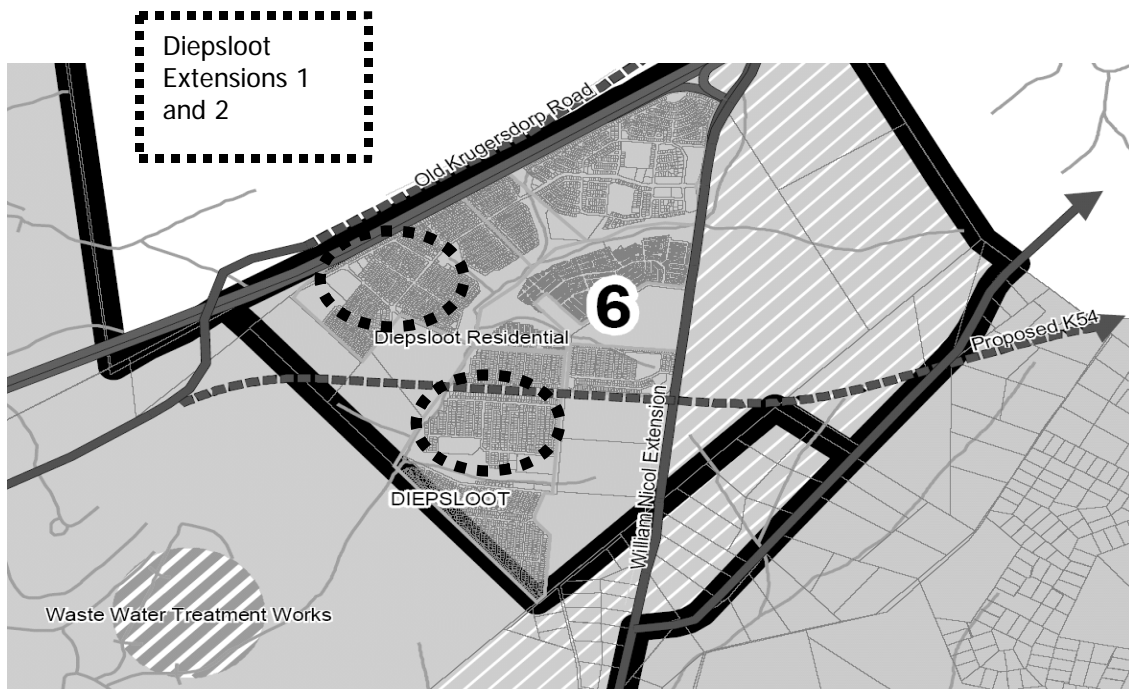 Diepsloot
Extensions 1
and 2
Old Krugersdorp Road
6
Diepsloot Residential
Proposed K54
William Nicol Extension
DIEPSLOOT
Waste Water Treatment Works